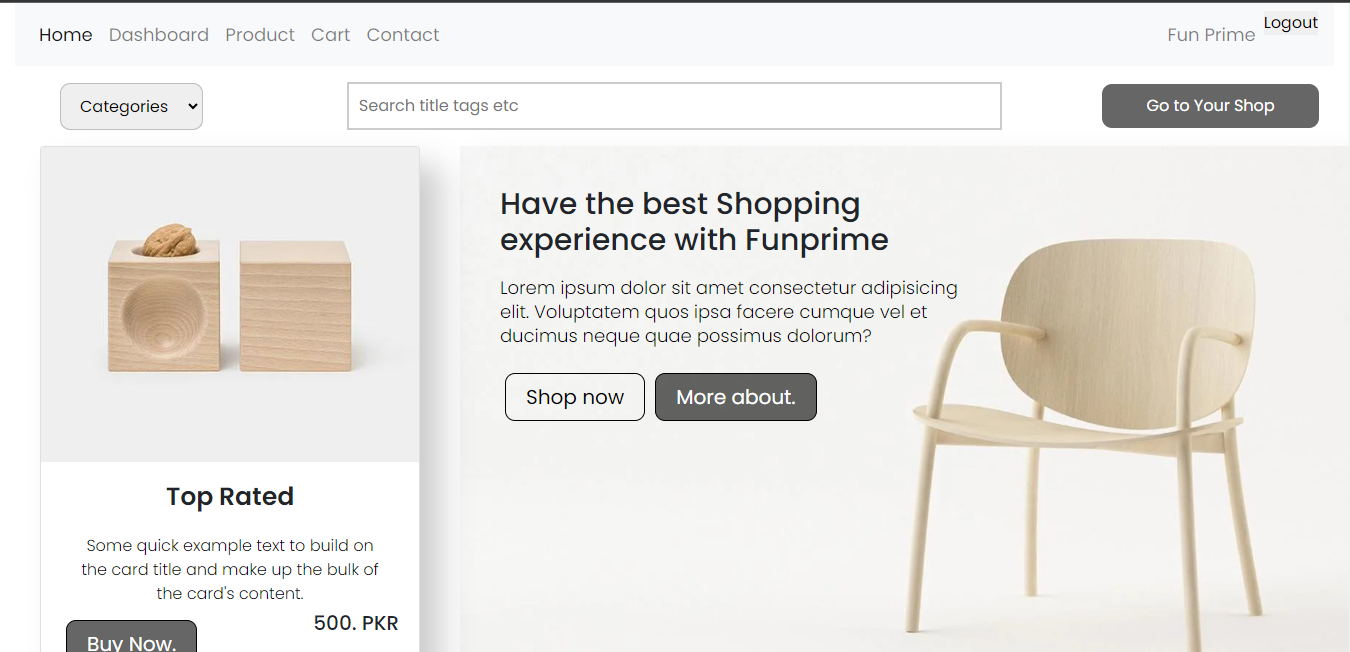 Home Dashboard Product Cart Contact Fun Prime Logout
Categories Search title tags etc Go to Your Shop
Have the best Shopping
experience with Funprime
Lorem ipsum dolor sit amet consectetur adipisicing
elit. Voluptatem quos ipsa facere cumque vel et
ducimus neque quae possimus dolorum?
Shop now More about.
Top Rated
Some quick example text to build on
the card title and make up the bulk of
the card's content.
500. PKR
Buy Now.